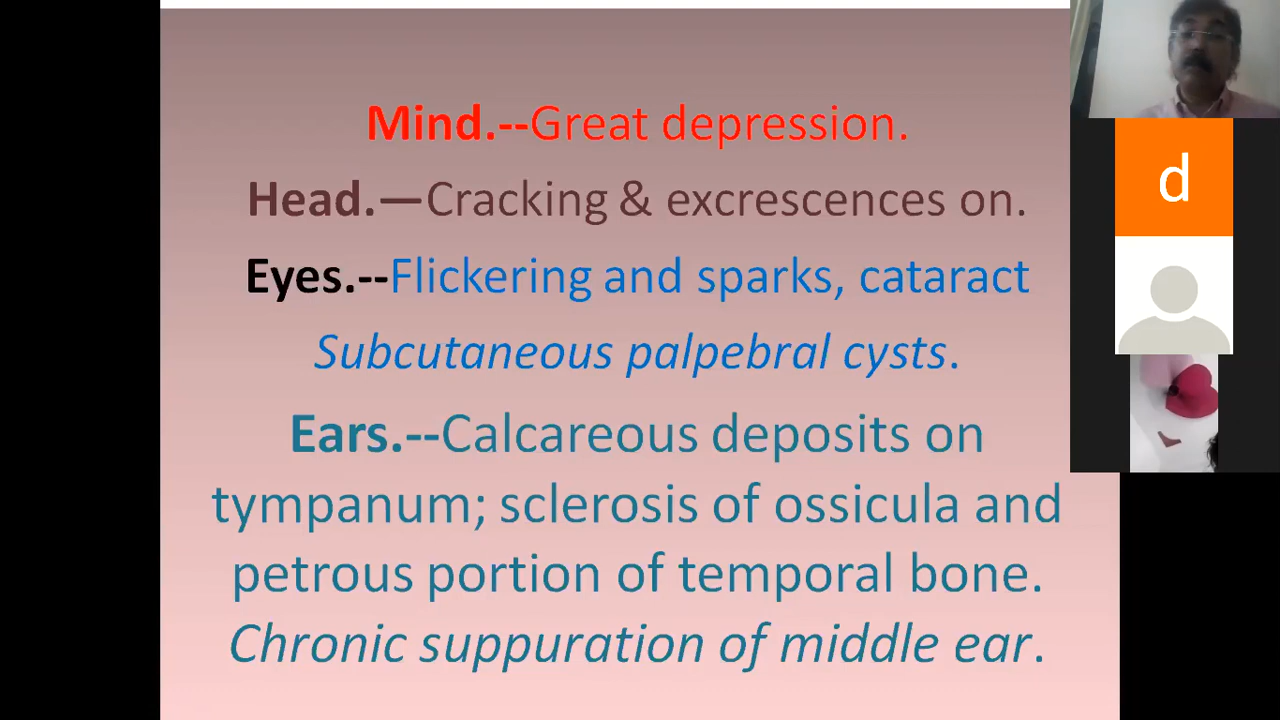 Mind.--Great depression.
Head.—Cracking & excrescences on.
Eyes.--Flickering and sparks, cataract
Subcutaneous palpebral cysts.
Ears.--Calcareous deposits on
tympanum; sclerosis of ossicula and
petrous portion of temporal bone.
Chronic suppuration of middle ear.
d